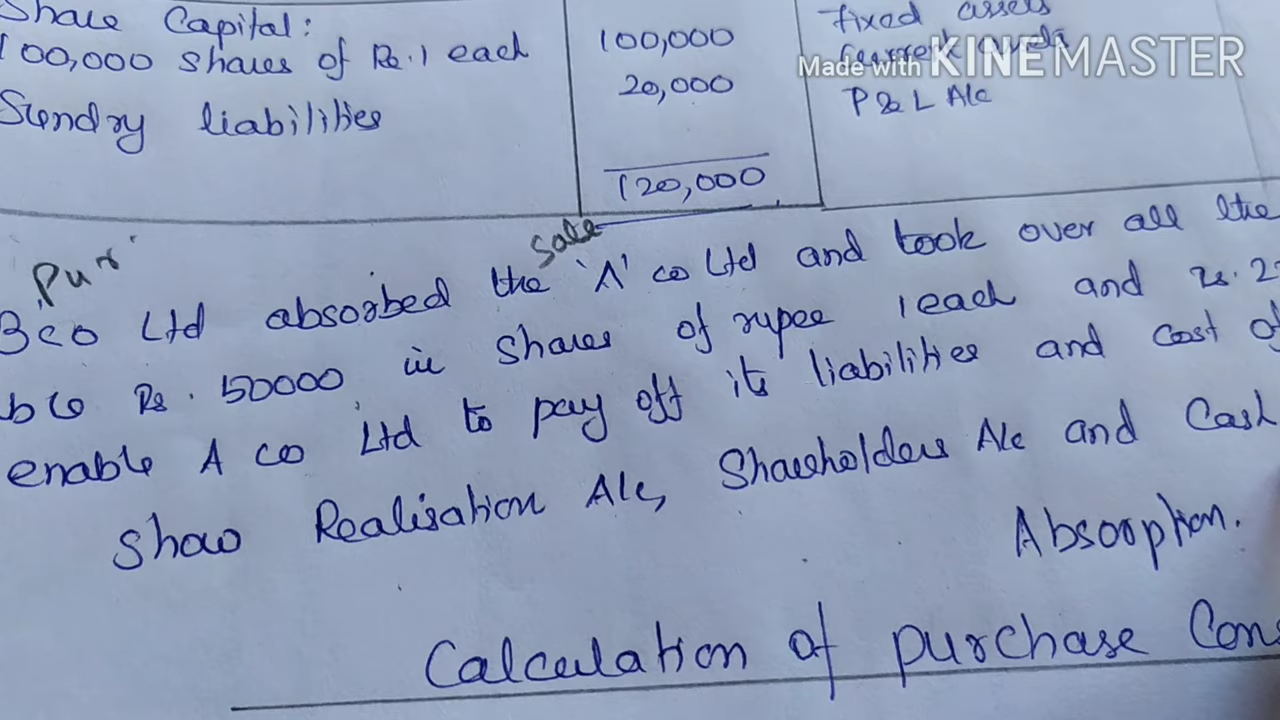 Share Capital:
100,000 shares of Rs.1 each
Sundry liabilities
100,000
20,000
120,000
fixed assets
Current assets
P & L A/c
Made with KINEMASTER
Pur
Sale
B co Ltd absorbed the 'A' co Ltd and took over all the
Rs. 50000 in shares of rupee 1 each and Rs. 2
enable A co Ltd to pay off its liabilities and cost of
Show Realisation A/c, Shareholders A/c and Cash
Absorption.
Calculation of purchase Cons